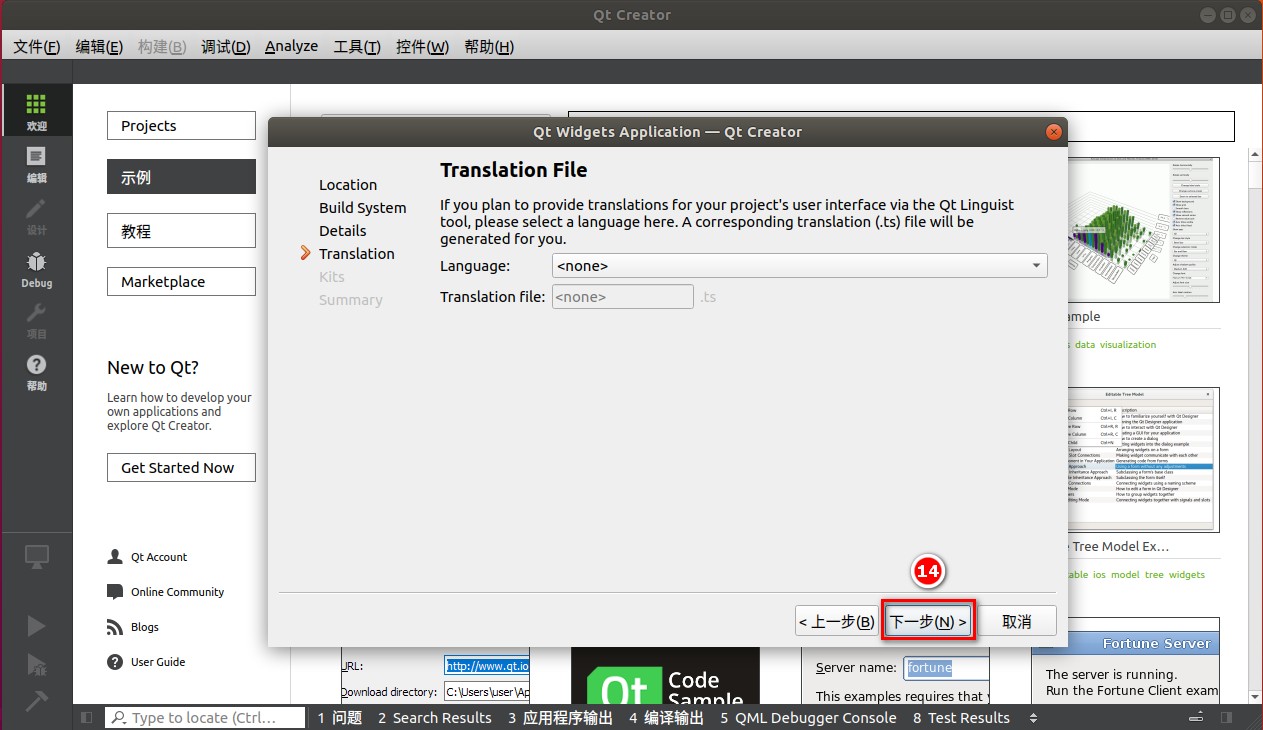 Qt Creator
文件(F) 编辑(E) 构建(B) 调试(D) Analyze 工具(T) 控件(W) 帮助(H)
欢迎
编辑
设计
Debug
项目
帮助
Projects
示例
教程
Marketplace
New to Qt?
Learn how to develop your
own applications and
explore Qt Creator.
Get Started Now
Qt Account
Online Community
Blogs
User Guide
Qt Widgets Application — Qt Creator
Location
Build System
Details
Translation
Kits
Summary
Translation File
If you plan to provide translations for your project's user interface via the Qt Linguist
tool, please select a language here. A corresponding translation (.ts) file will be
generated for you.
Language: <none>
Translation file: <none> .ts
14
< 上一步(B) 下一步(N) > 取消
ample
data visualization
Editable Tree Model
Tree Model Ex...
table ios model tree widgets
URL: http://www.qt.io
Download directory: C:\Users\user\Ap
Qt Code
Sample
Server name: fortune
This examples requires that
Fortune Server
The server is running.
Run the Fortune Client exam
Type to locate (Ctrl... 1 问题 2 Search Results 3 应用程序输出 4 编译输出 5 QML Debugger Console 8 Test Results